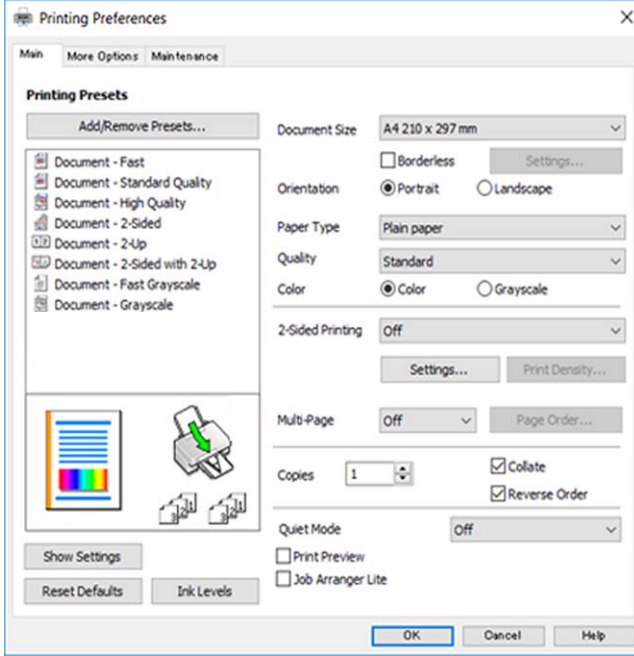 Printing Preferences
Main More Options Maintenance
Printing Presets
Add/Remove Presets...
Document - Fast
Document - Standard Quality
Document - High Quality
Document - 2-Sided
Document - 2-Up
Document - 2-Sided with 2-Up
Document - Fast Grayscale
Document - Grayscale
Show Settings
Reset Defaults Ink Levels
Document Size A4 210 x 297 mm
Borderless Settings...
Orientation Portrait Landscape
Paper Type Plain paper
Quality Standard
Color Color Grayscale
2-Sided Printing Off
Settings... Print Density...
Multi-Page Off Page Order...
Copies 1 Collate
Reverse Order
Quiet Mode Off
Print Preview
Job Arranger Lite
OK Cancel Help